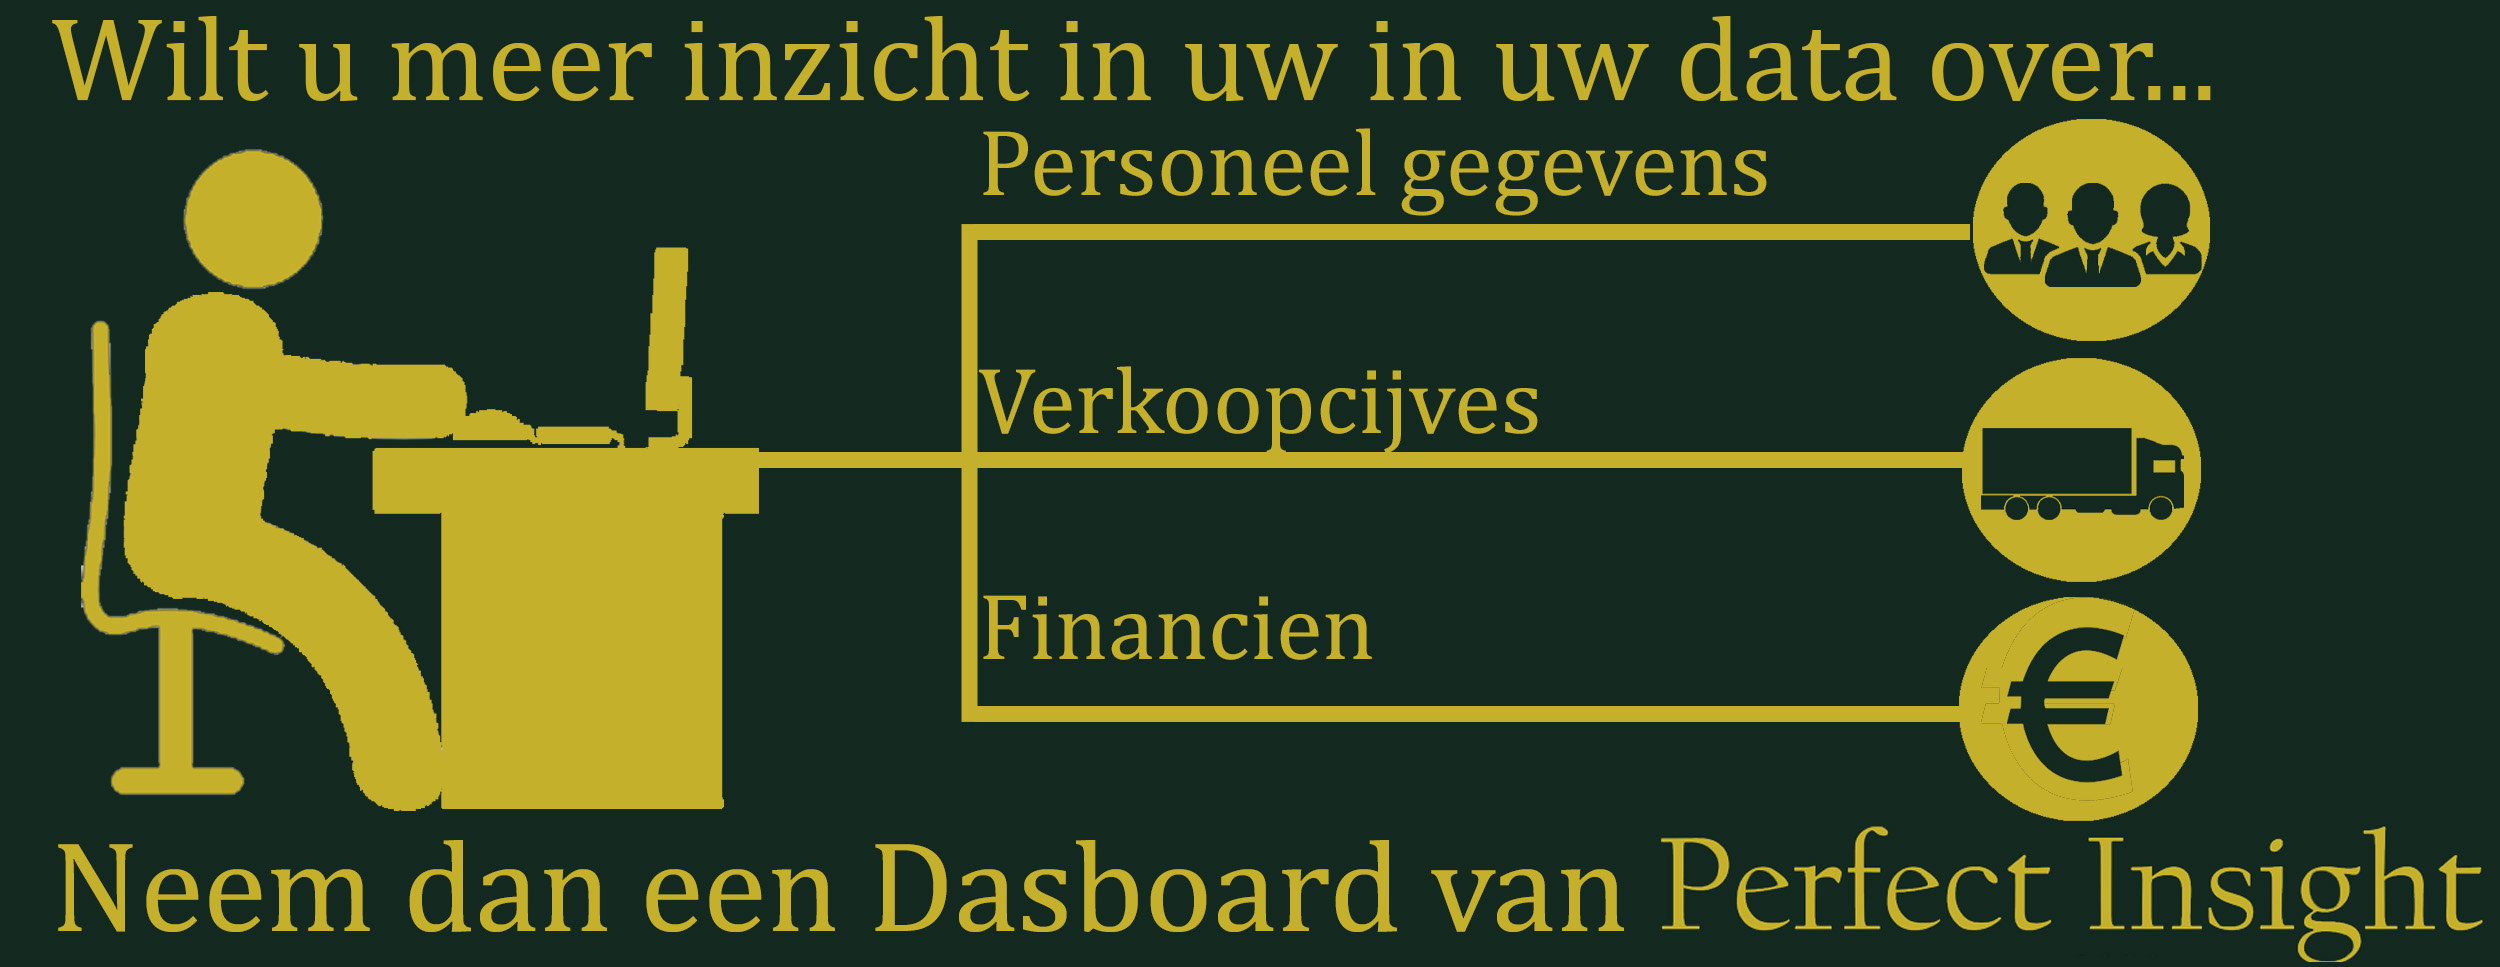 Wilt u meer inzicht in uw in uw data over...
Personeel gegevens
Verkoopcijves
Financien
Neem dan een Dasboard van Perfect Insight